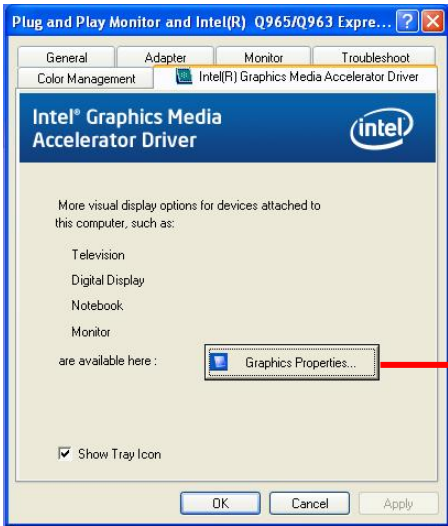 Plug and Play Monitor and Intel(R) Q965/Q963 Expre...
General Adapter Monitor Troubleshoot
Color Management Intel(R) Graphics Media Accelerator Driver
Intel® Graphics Media
Accelerator Driver
intel
More visual display options for devices attached to
this computer, such as:
Television
Digital Display
Notebook
Monitor
are available here : Graphics Properties...
Show Tray Icon
OK Cancel Apply